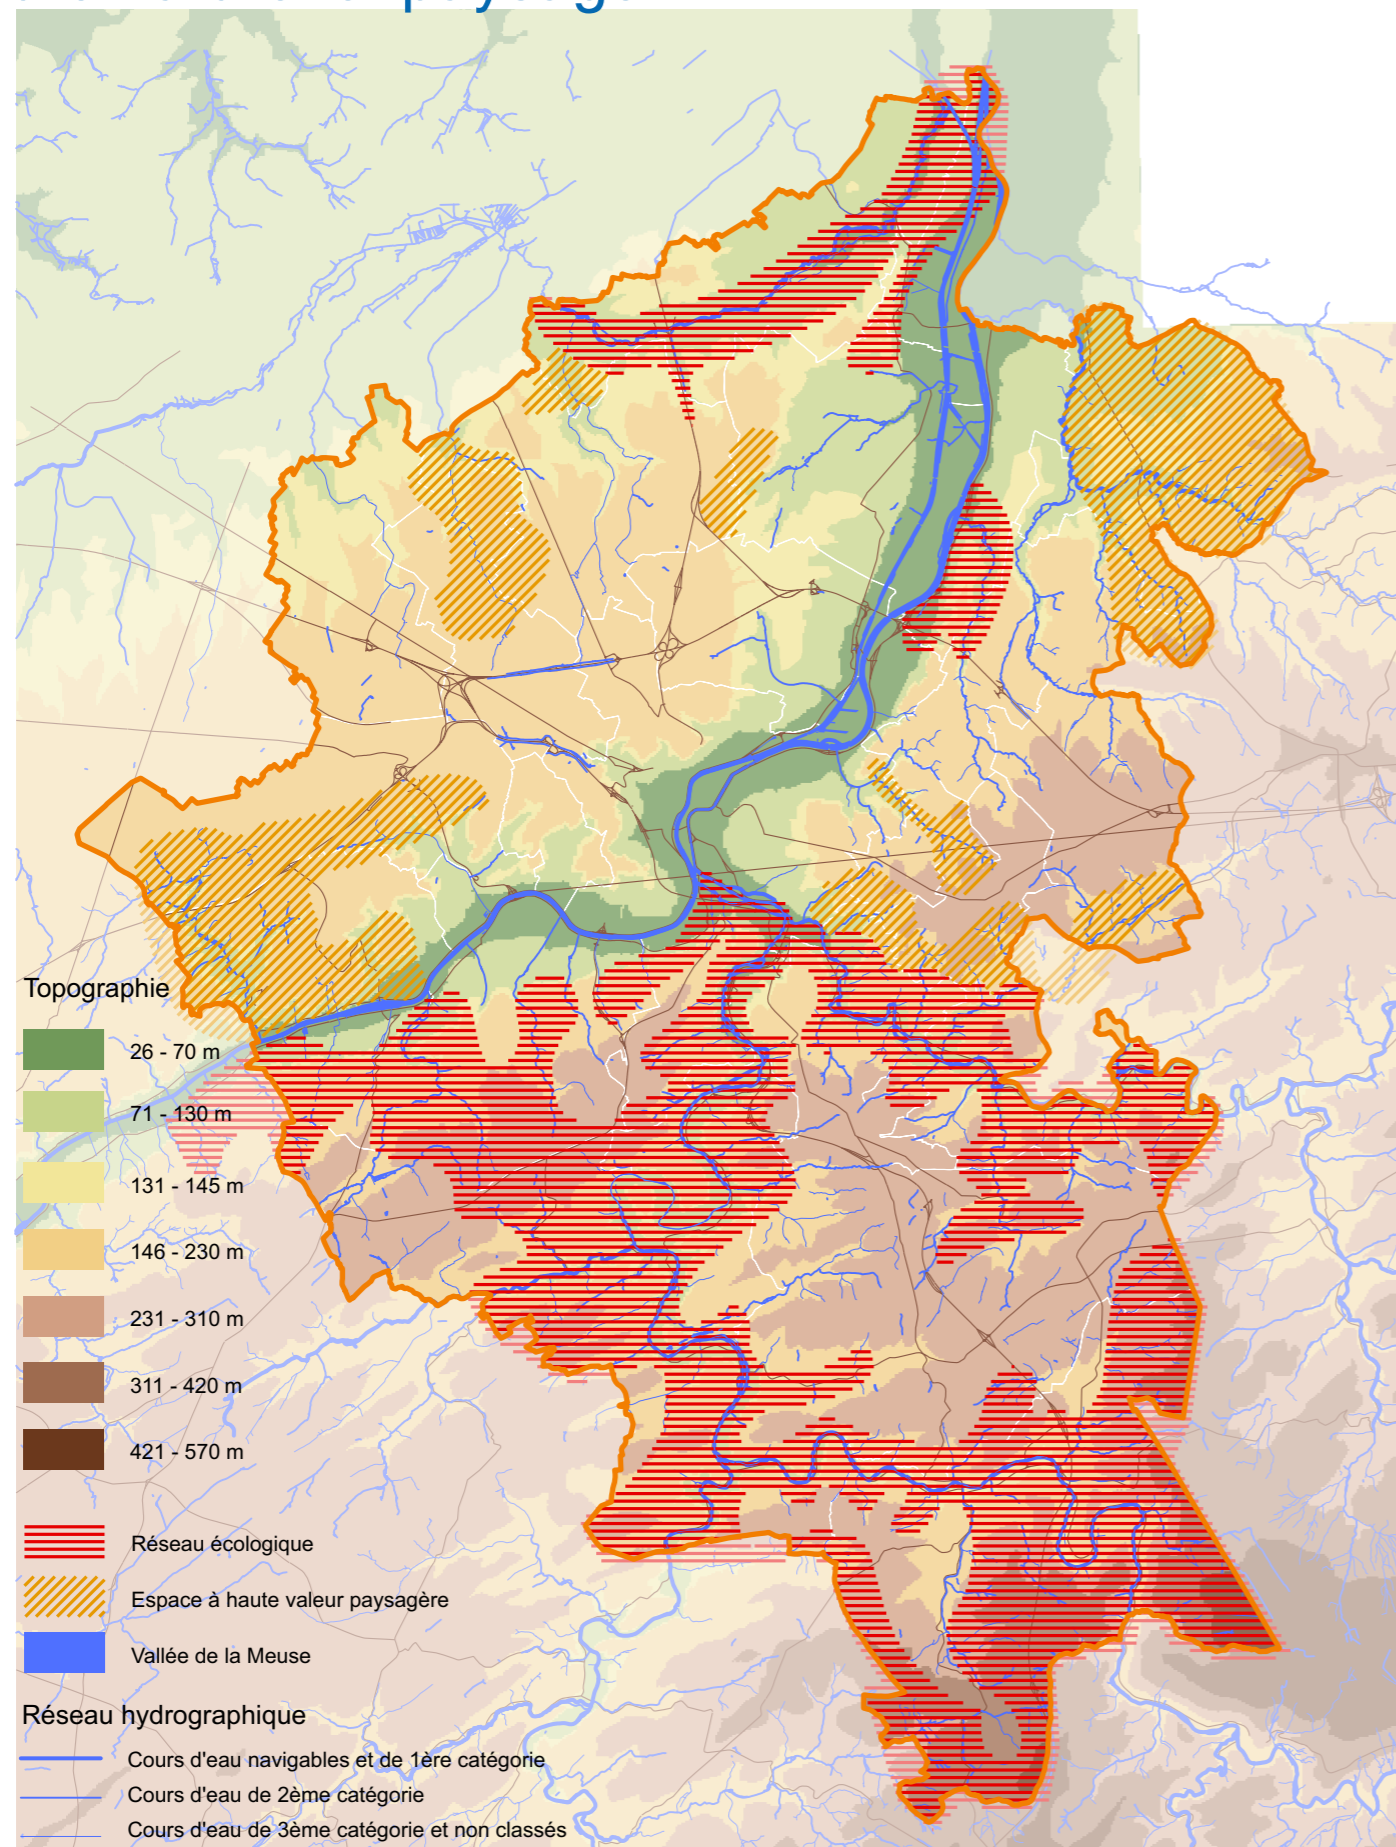 Topographie
26 - 70 m
71 - 130 m
131 - 145 m
146 - 230 m
231 - 310 m
311 - 420 m
421 - 570 m
Réseau écologique
Espace à haute valeur paysagère
Vallée de la Meuse
Réseau hydrographique
Cours d'eau navigables et de 1ère catégorie
Cours d'eau de 2ème catégorie
Cours d'eau de 3ème catégorie et non classés